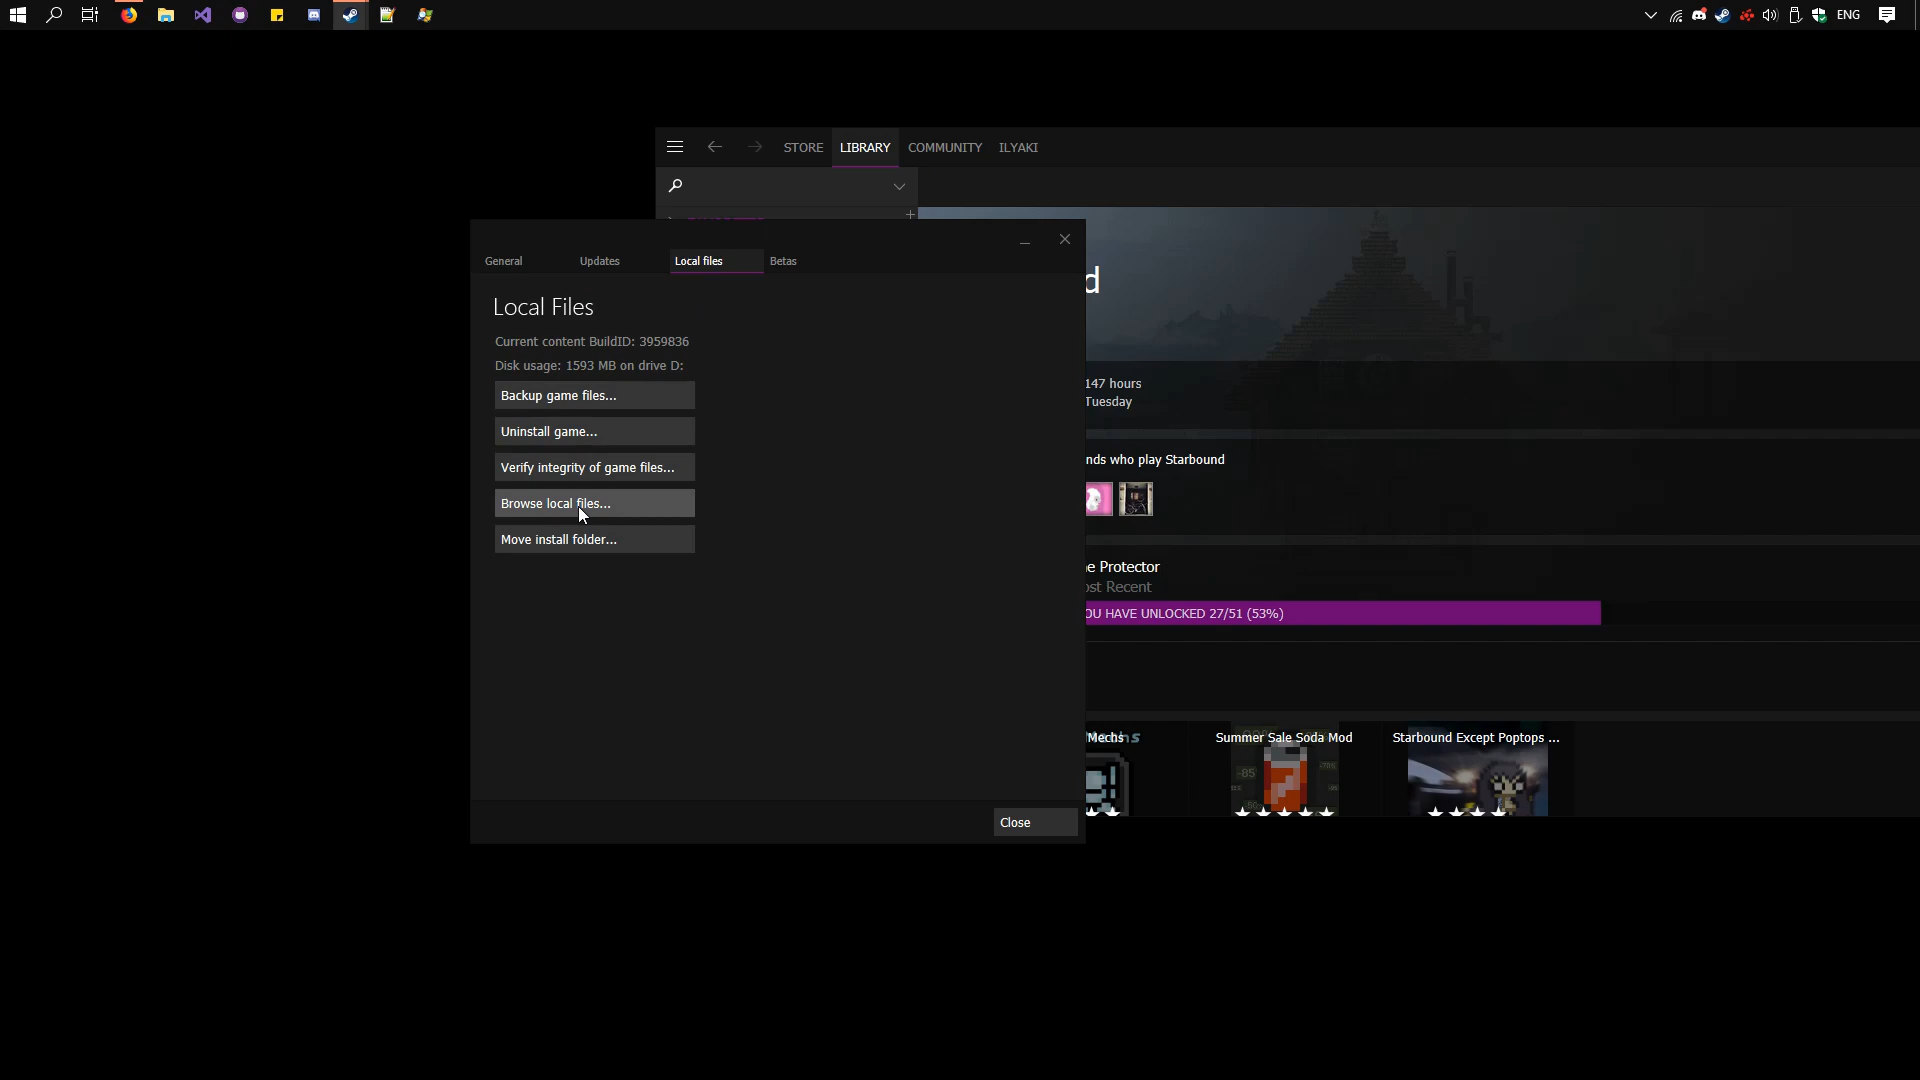 ENG
STORE LIBRARY COMMUNITY ILYAKI
General Updates Local files Betas
Local Files
Current content BuildID: 3959836
Disk usage: 1593 MB on drive D:
Backup game files...
Uninstall game...
Verify integrity of game files...
Browse local files...
Move install folder...
Close
d
147 hours
Tuesday
nds who play Starbound
e Protector
ost Recent
OU HAVE UNLOCKED 27/51 (53%)
Mechs
Summer Sale Soda Mod
Starbound Except Poptops ...
-85